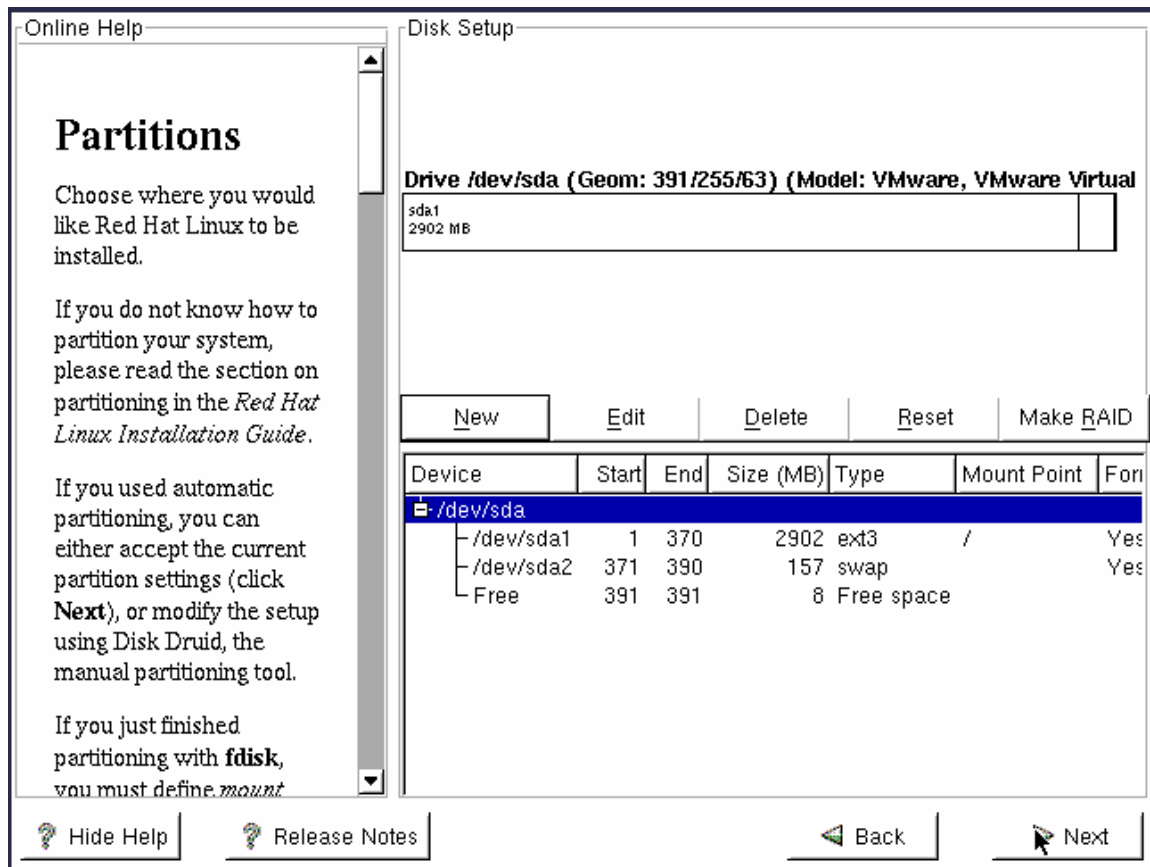 Online Help
Partitions
Choose where you would
like Red Hat Linux to be
installed.
If you do not know how to
partition your system,
please read the section on
partitioning in the Red Hat
Linux Installation Guide.
If you used automatic
partitioning, you can
either accept the current
partition settings (click
Next), or modify the setup
using Disk Druid, the
manual partitioning tool.
If you just finished
partitioning with fdisk,
you must define mount
Disk Setup
Drive /dev/sda (Geom: 391/255/63) (Model: VMware, VMware Virtual
sda1
2902 MB
New Edit Delete Reset Make RAID
Device Start End Size (MB) Type Mount Point Forn
/dev/sda
/dev/sda1 1 370 2902 ext3 / Yes
/dev/sda2 371 390 157 swap Yes
Free 391 391 8 Free space
Hide Help Release Notes Back Next